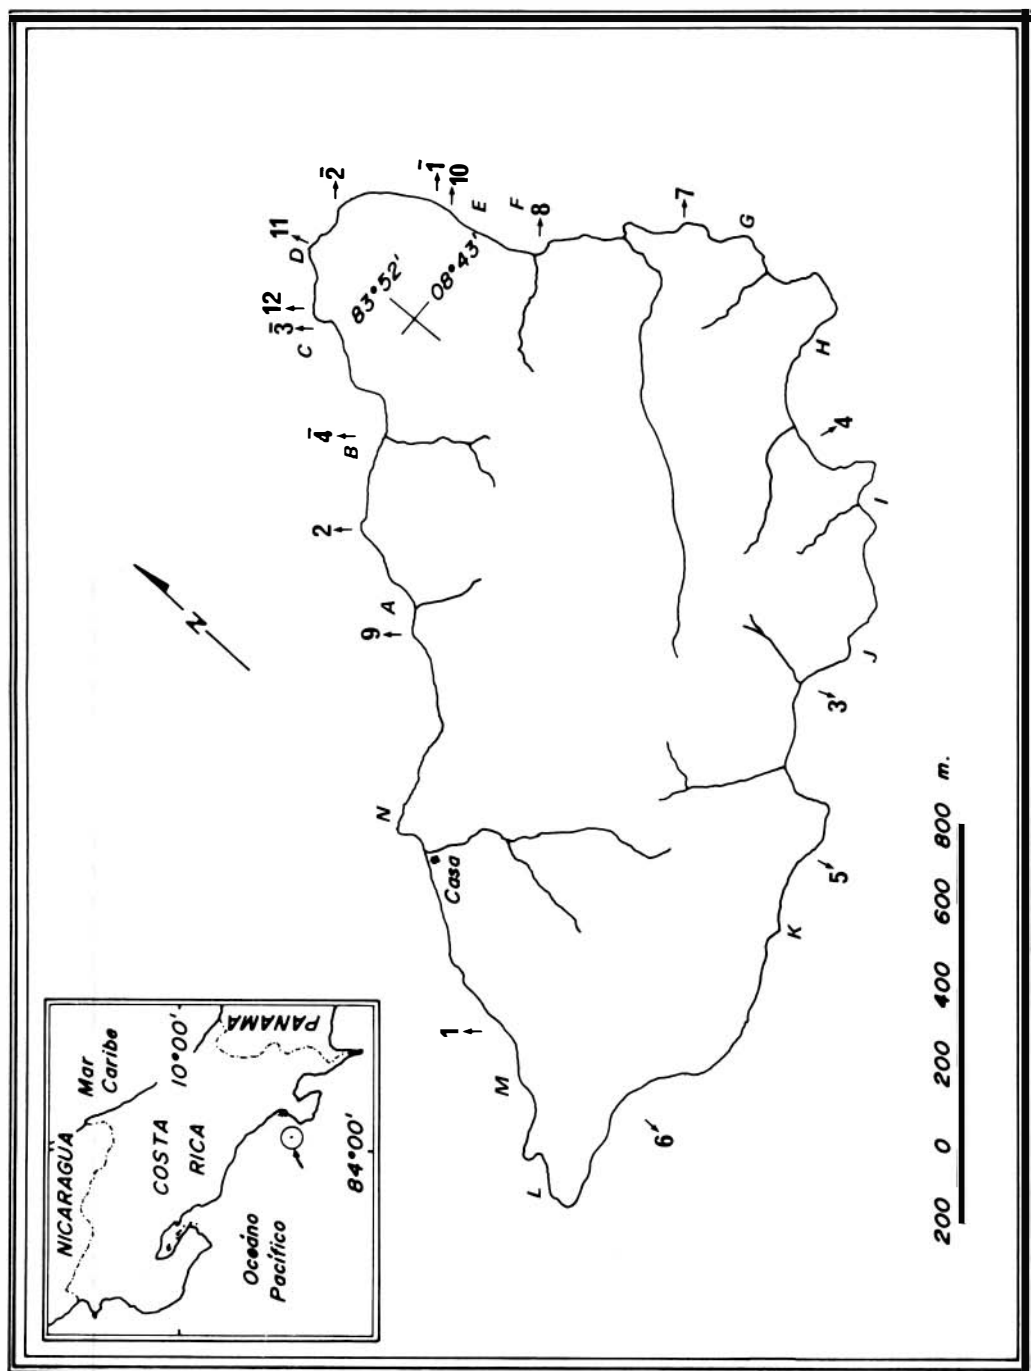 NICARAGUA
Mar
Caribe
COSTA
RICA
10°00'
PANAMA
Oceáno
Pacífico
84°00'
N
L
M
1
Casa
N
9
A
2
B
4̅
C
3̅
12
D
11
2̅
1̅
10
E
F
8
7
G
H
4
I
J
3'
5'
K
6
83°52'
08°43'
200 0 200 400 600 800 m.